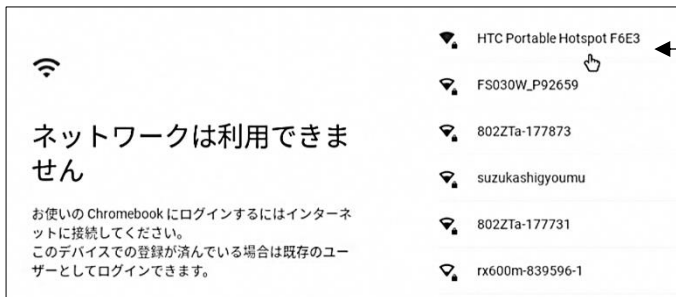 ネットワークは利用できま
せん
お使いの Chromebook にログインするにはインターネ
ットに接続してください。
このデバイスでの登録が済んでいる場合は既存のユー
ザーとしてログインできます。
HTC Portable Hotspot F6E3
FS030W_P92659
802ZTa-177873
suzukashigyoumu
802ZTa-177731
rx600m-839596-1